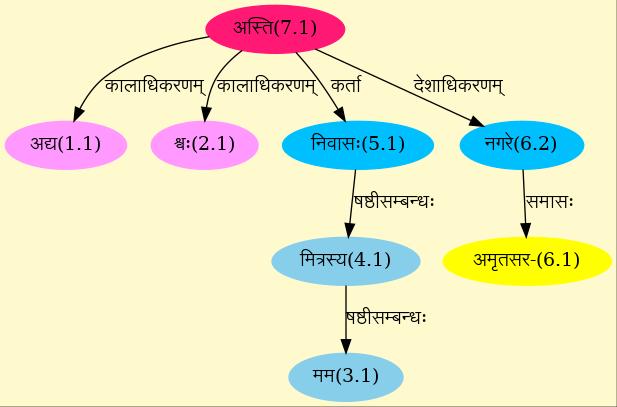 अस्ति(7.1)
कालाधिकरणम् कालाधिकरणम् कर्ता देशाधिकरणम्
अद्य(1.1) श्वः(2.1) निवासः(5.1) नगरे(6.2)
षष्ठीसम्बन्धः समासः
मित्रस्य(4.1) अमृतसर-(6.1)
षष्ठीसम्बन्धः
मम(3.1)